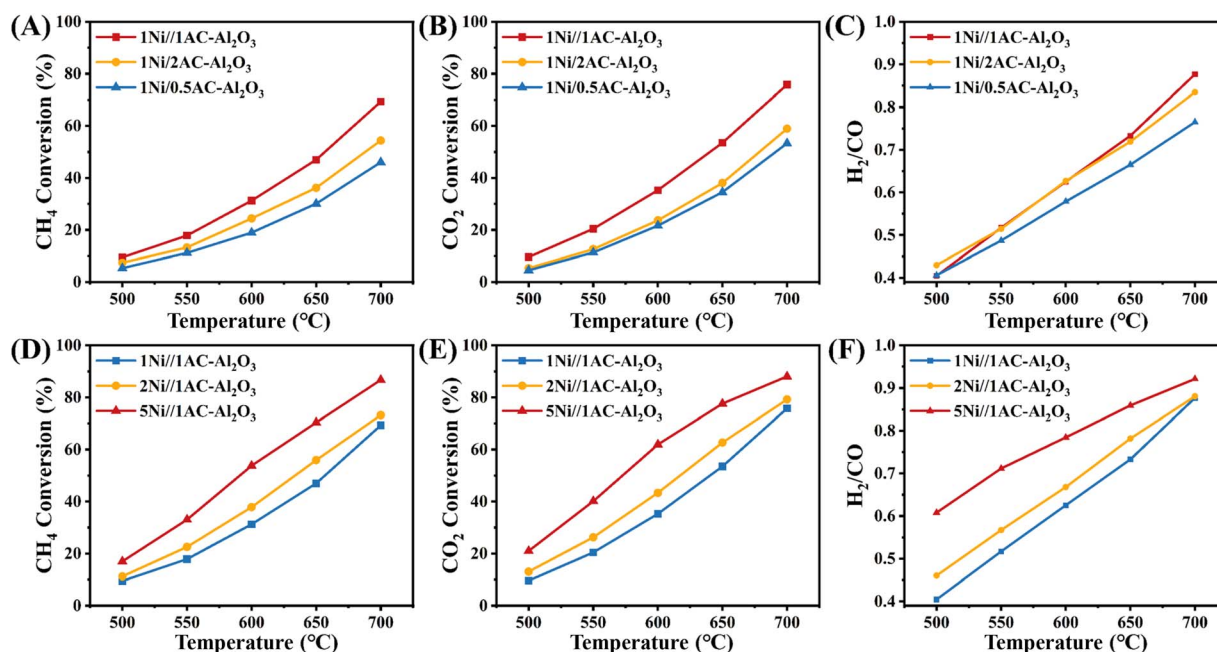 (A)
CH₄ Conversion (%)
100
80
60
40
20
0
1Ni//1AC-Al₂O₃
1Ni/2AC-Al₂O₃
1Ni/0.5AC-Al₂O₃
500 550 600 650 700
Temperature (°C)
(B)
CO₂ Conversion (%)
100
80
60
40
20
0
1Ni//1AC-Al₂O₃
1Ni/2AC-Al₂O₃
1Ni/0.5AC-Al₂O₃
500 550 600 650 700
Temperature (°C)
(C)
H₂/CO
1.0
0.9
0.8
0.7
0.6
0.5
0.4
1Ni//1AC-Al₂O₃
1Ni/2AC-Al₂O₃
1Ni/0.5AC-Al₂O₃
500 550 600 650 700
Temperature (°C)
(D)
CH₄ Conversion (%)
100
80
60
40
20
0
1Ni//1AC-Al₂O₃
2Ni//1AC-Al₂O₃
5Ni//1AC-Al₂O₃
500 550 600 650 700
Temperature (°C)
(E)
CO₂ Conversion (%)
100
80
60
40
20
0
1Ni//1AC-Al₂O₃
2Ni//1AC-Al₂O₃
5Ni//1AC-Al₂O₃
500 550 600 650 700
Temperature (°C)
(F)
H₂/CO
1.0
0.9
0.8
0.7
0.6
0.5
0.4
1Ni//1AC-Al₂O₃
2Ni//1AC-Al₂O₃
5Ni//1AC-Al₂O₃
500 550 600 650 700
Temperature (°C)